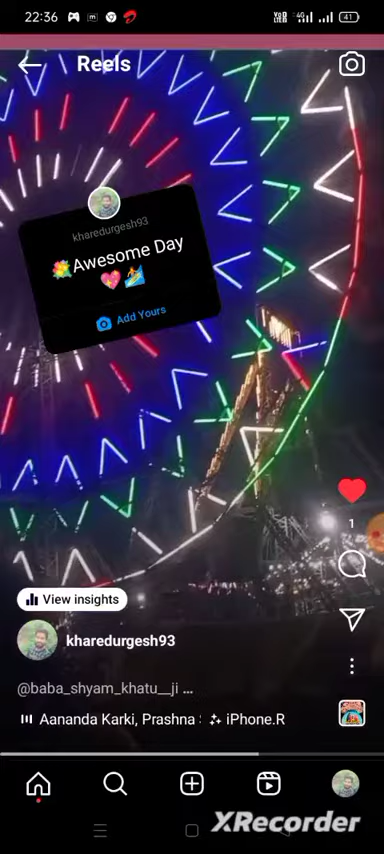 22:36
41
Reels
kharedurgesh93
Awesome Day
Add Yours
1
View insights
kharedurgesh93
@baba_shyam_khatu__ji ...
Aananda Karki, Prashna
iPhone.R
XRecorder